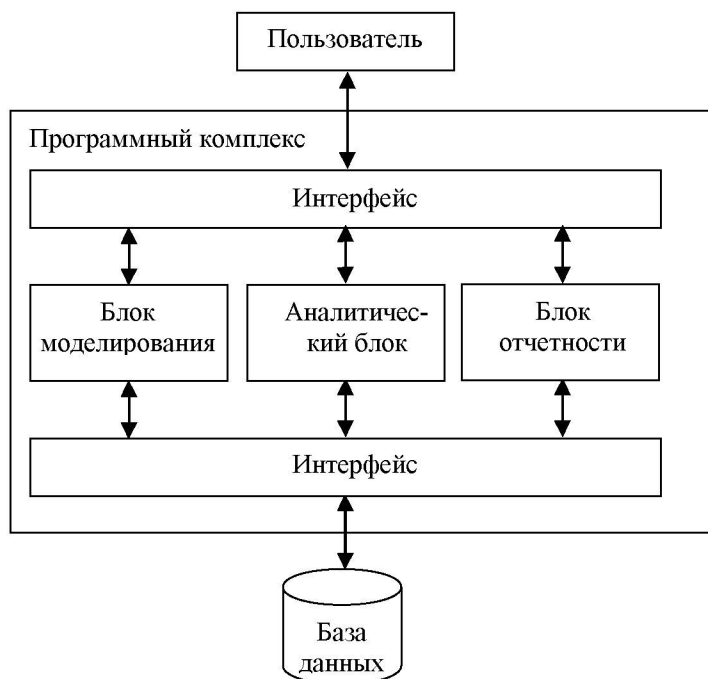 Пользователь
Программный комплекс
Интерфейс
Блок
моделирования
Аналитичес-
кий блок
Блок
отчетности
Интерфейс
База
данных